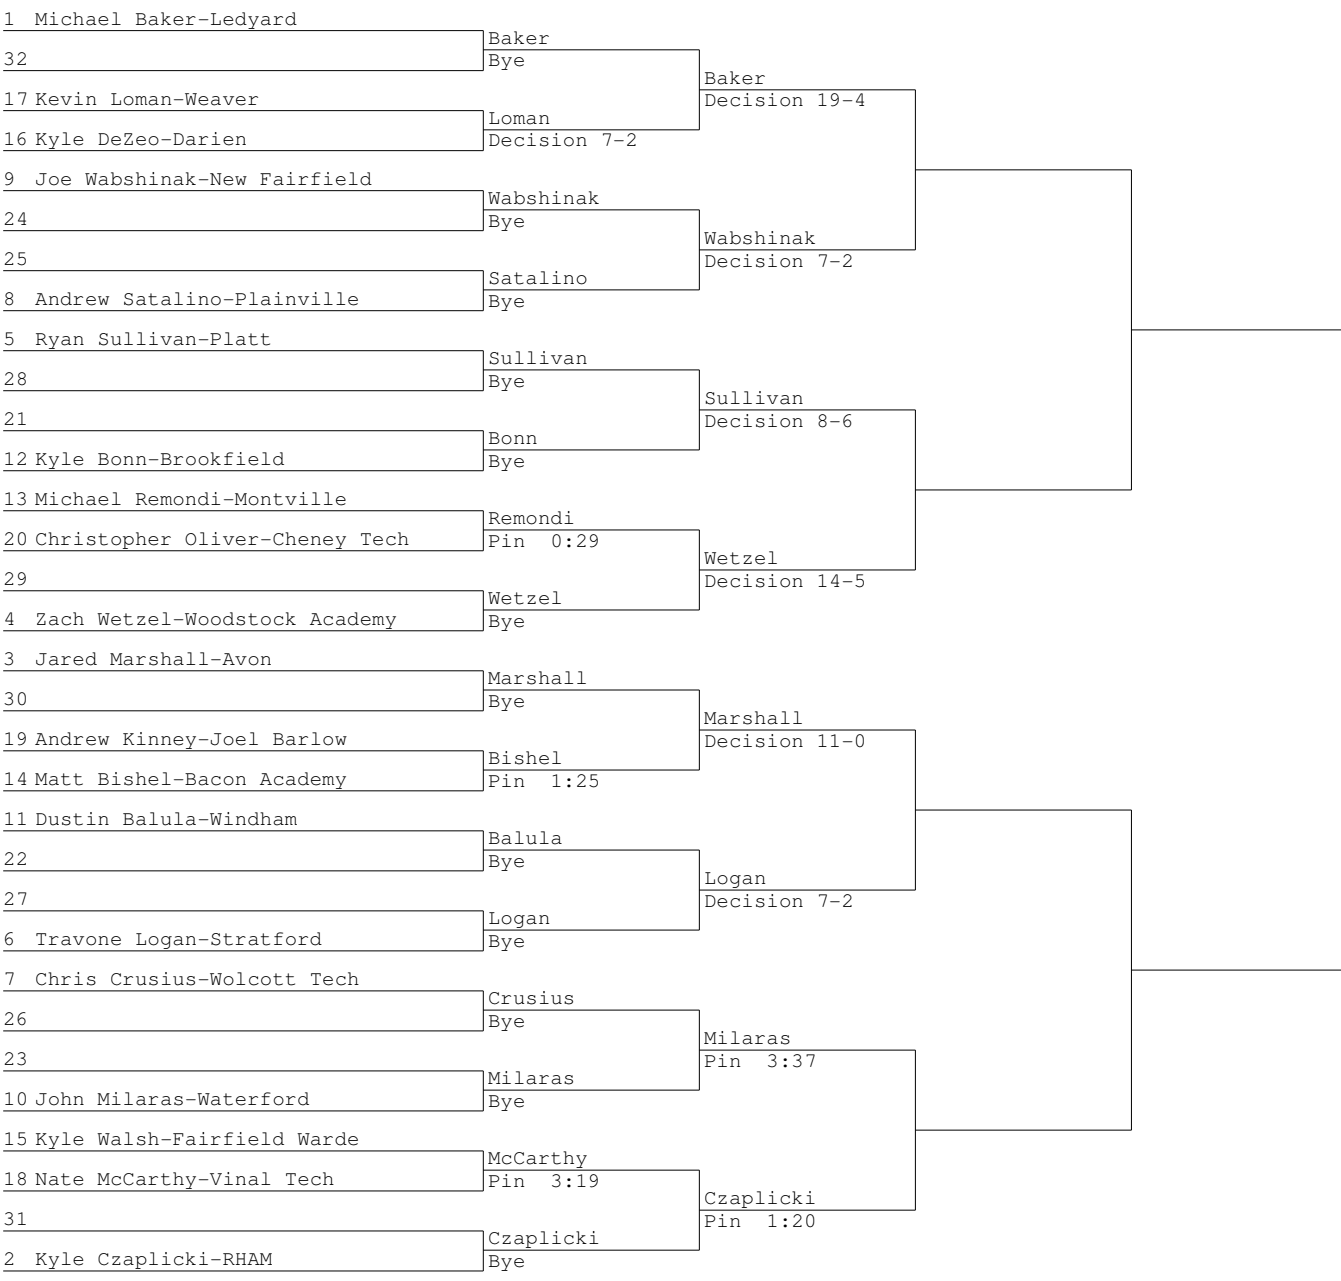 1 Michael Baker-Ledyard
32
17 Kevin Loman-Weaver
16 Kyle DeZeo-Darien
9 Joe Wabshinak-New Fairfield
24
25
8 Andrew Satalino-Plainville
5 Ryan Sullivan-Platt
28
21
12 Kyle Bonn-Brookfield
13 Michael Remondi-Montville
20 Christopher Oliver-Cheney Tech
29
4 Zach Wetzel-Woodstock Academy
3 Jared Marshall-Avon
30
19 Andrew Kinney-Joel Barlow
14 Matt Bishel-Bacon Academy
11 Dustin Balula-Windham
22
27
6 Travone Logan-Stratford
7 Chris Crusius-Wolcott Tech
26
23
10 John Milaras-Waterford
15 Kyle Walsh-Fairfield Warde
18 Nate McCarthy-Vinal Tech
31
2 Kyle Czaplicki-RHAM
Baker
Bye
Loman
Decision 7-2
Wabshinak
Bye
Satalino
Bye
Sullivan
Bye
Bonn
Bye
Remondi
Pin 0:29
Wetzel
Bye
Marshall
Bye
Bishel
Pin 1:25
Balula
Bye
Logan
Bye
Crusius
Bye
Milaras
Bye
McCarthy
Pin 3:19
Czaplicki
Bye
Baker
Decision 19-4
Wabshinak
Decision 7-2
Sullivan
Decision 8-6
Wetzel
Decision 14-5
Marshall
Decision 11-0
Logan
Decision 7-2
Milaras
Pin 3:37
Czaplicki
Pin 1:20